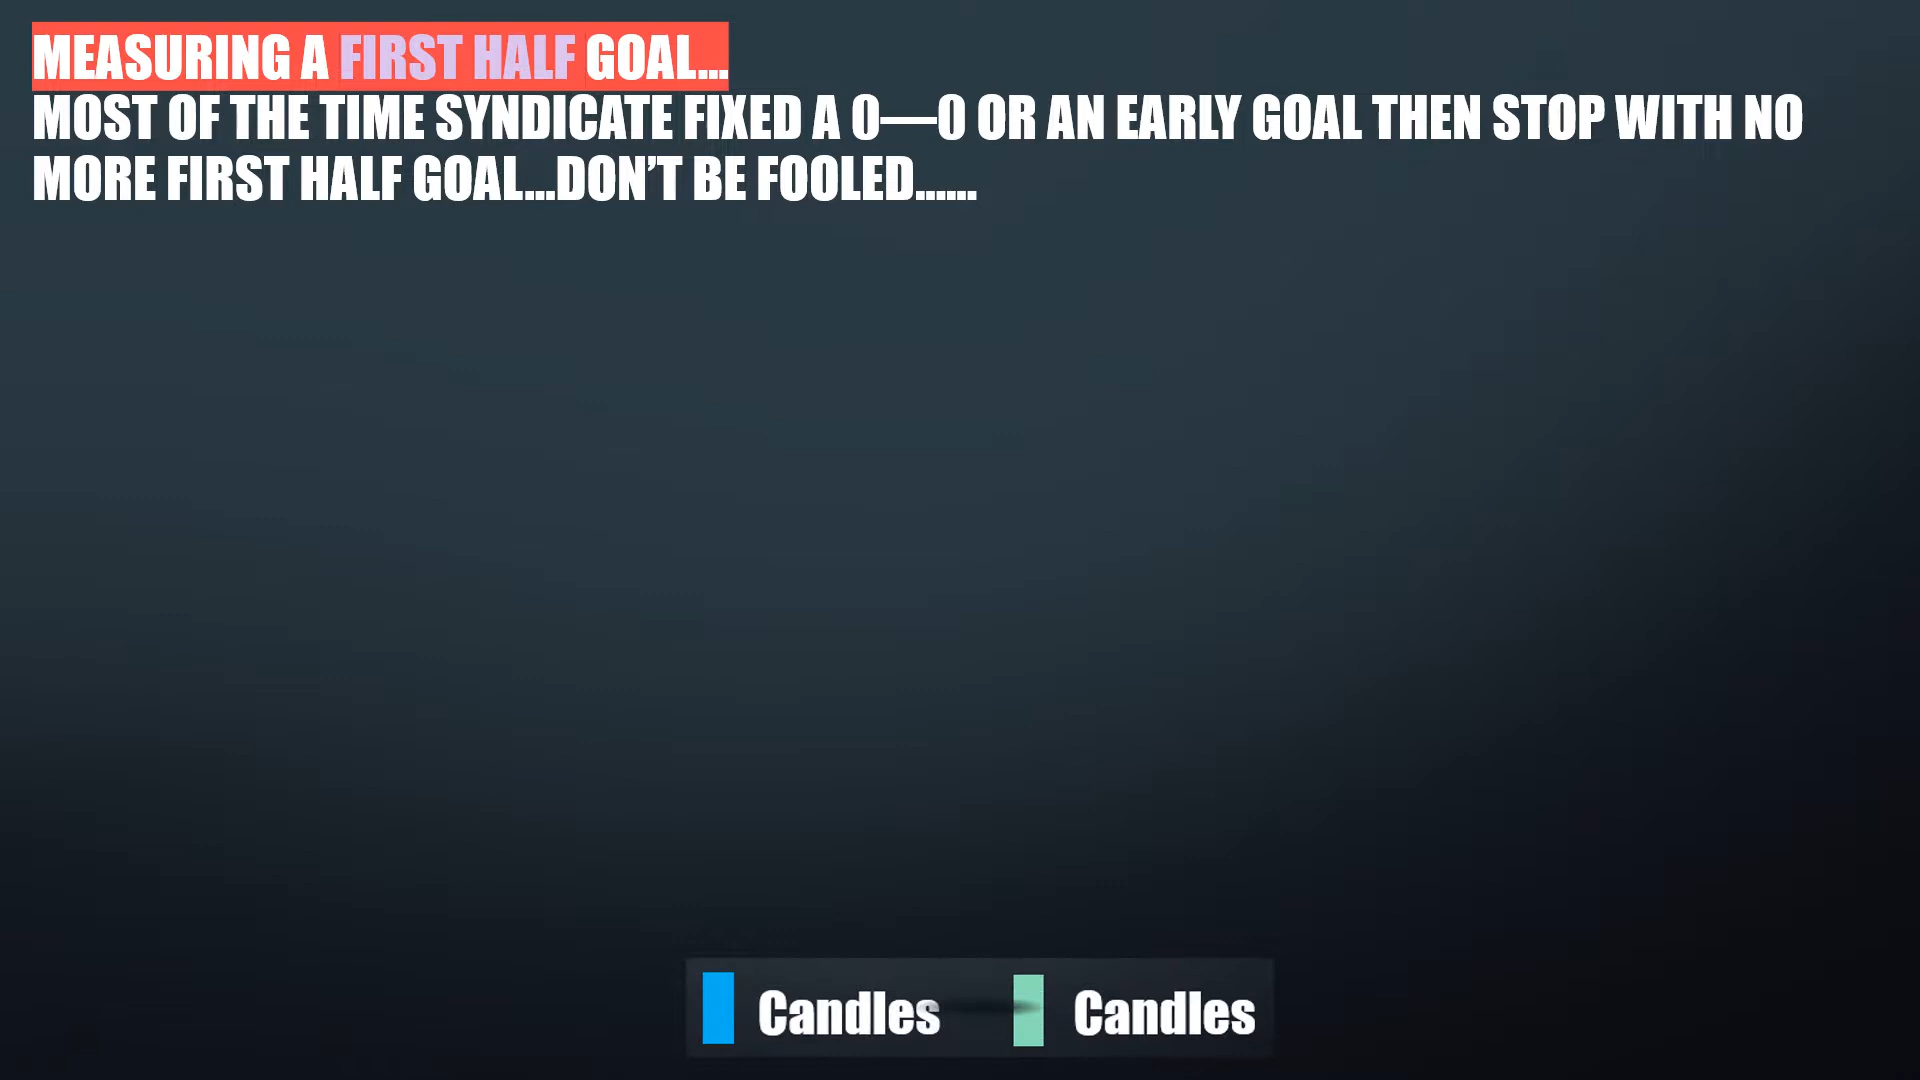 MEASURING A FIRST HALF GOAL...
MOST OF THE TIME SYNDICATE FIXED A 0—0 OR AN EARLY GOAL THEN STOP WITH NO
MORE FIRST HALF GOAL...DON’T BE FOOLED......
Candles Candles